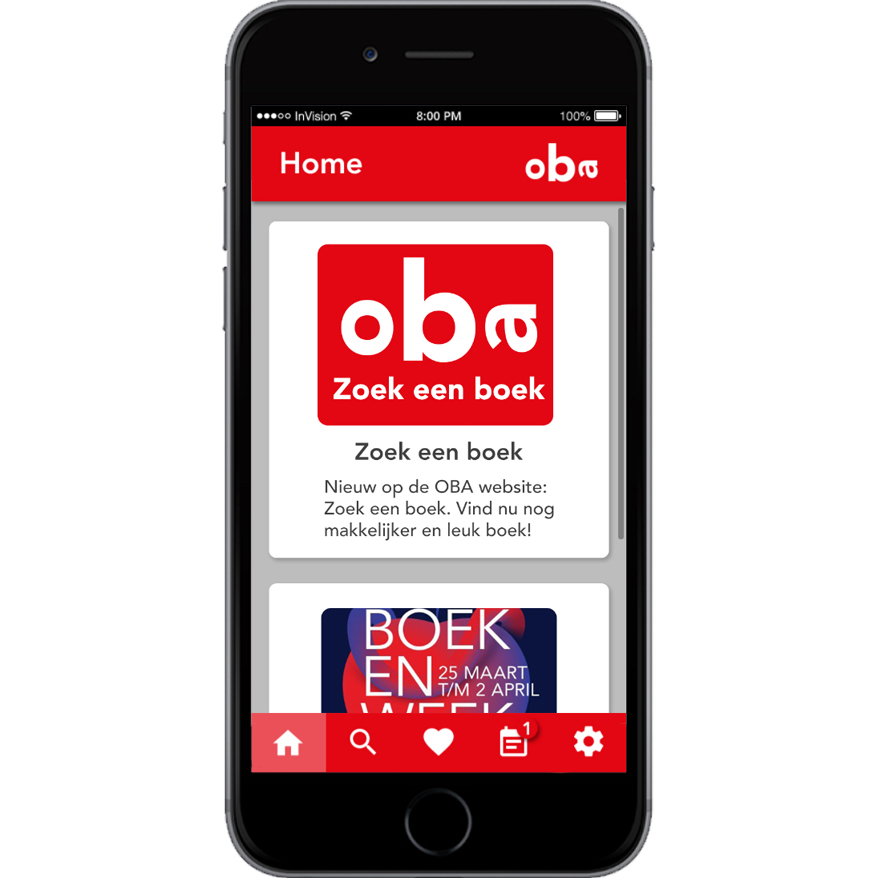 InVision 8:00 PM 100%
Home oba
oba
Zoek een boek
Zoek een boek
Nieuw op de OBA website:
Zoek een boek. Vind nu nog
makkelijker en leuk boek!
BOEK
EN 25 MAART
T/M 2 APRIL
WEEK
1